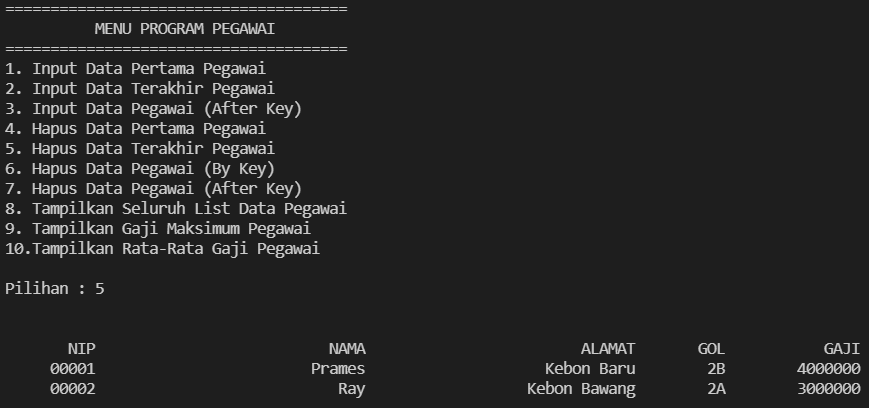 ======================================
MENU PROGRAM PEGAWAI
======================================
1. Input Data Pertama Pegawai
2. Input Data Terakhir Pegawai
3. Input Data Pegawai (After Key)
4. Hapus Data Pertama Pegawai
5. Hapus Data Terakhir Pegawai
6. Hapus Data Pegawai (By Key)
7. Hapus Data Pegawai (After Key)
8. Tampilkan Seluruh List Data Pegawai
9. Tampilkan Gaji Maksimum Pegawai
10.Tampilkan Rata-Rata Gaji Pegawai
Pilihan : 5
NIP NAMA ALAMAT GOL GAJI
00001 Prames Kebon Baru 2B 4000000
00002 Ray Kebon Bawang 2A 3000000